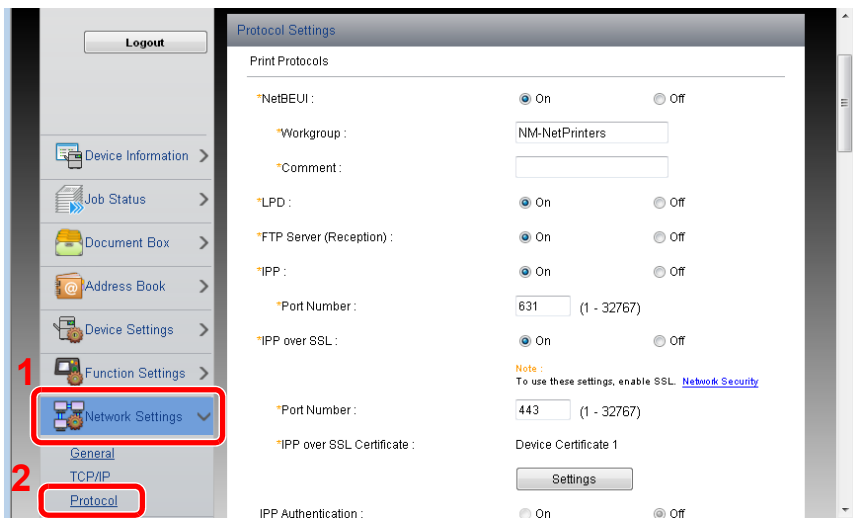 Logout
Device Information
Job Status
Document Box
Address Book
Device Settings
1
Function Settings
Network Settings
General
2
TCP/IP
Protocol
Protocol Settings
Print Protocols
*NetBEUI : On Off
*Workgroup : NM-NetPrinters
*Comment :
*LPD : On Off
*FTP Server (Reception) : On Off
*IPP : On Off
*Port Number : 631 (1 - 32767)
*IPP over SSL : On Off
Note :
To use these settings, enable SSL. Network Security
*Port Number : 443 (1 - 32767)
*IPP over SSL Certificate : Device Certificate 1
Settings
IPP Authentication : On Off